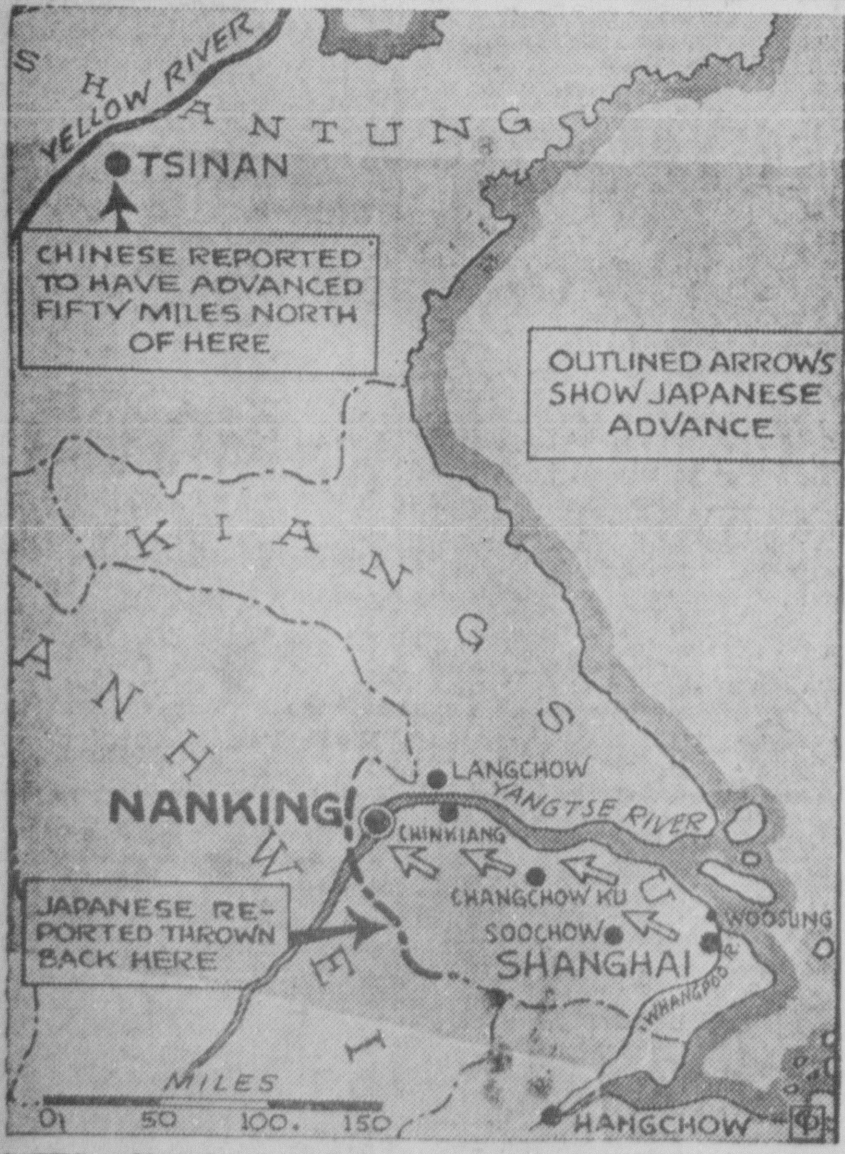 YELLOW RIVER
SHANTUNG
TSINAN
CHINESE REPORTED
TO HAVE ADVANCED
FIFTY MILES NORTH
OF HERE
OUTLINED ARROWS
SHOW JAPANESE
ADVANCE
KIANGSU
ANHWEI
LANGCHOW
YANGTSE RIVER
NANKING
CHINKIANG
CHANGCHOW KU
JAPANESE RE-
PORTED THROWN
BACK HERE
SOOCHOW
WOOSUNG
SHANGHAI
WHANGPOO R.
MILES
0 50 100. 150
HANGCHOW